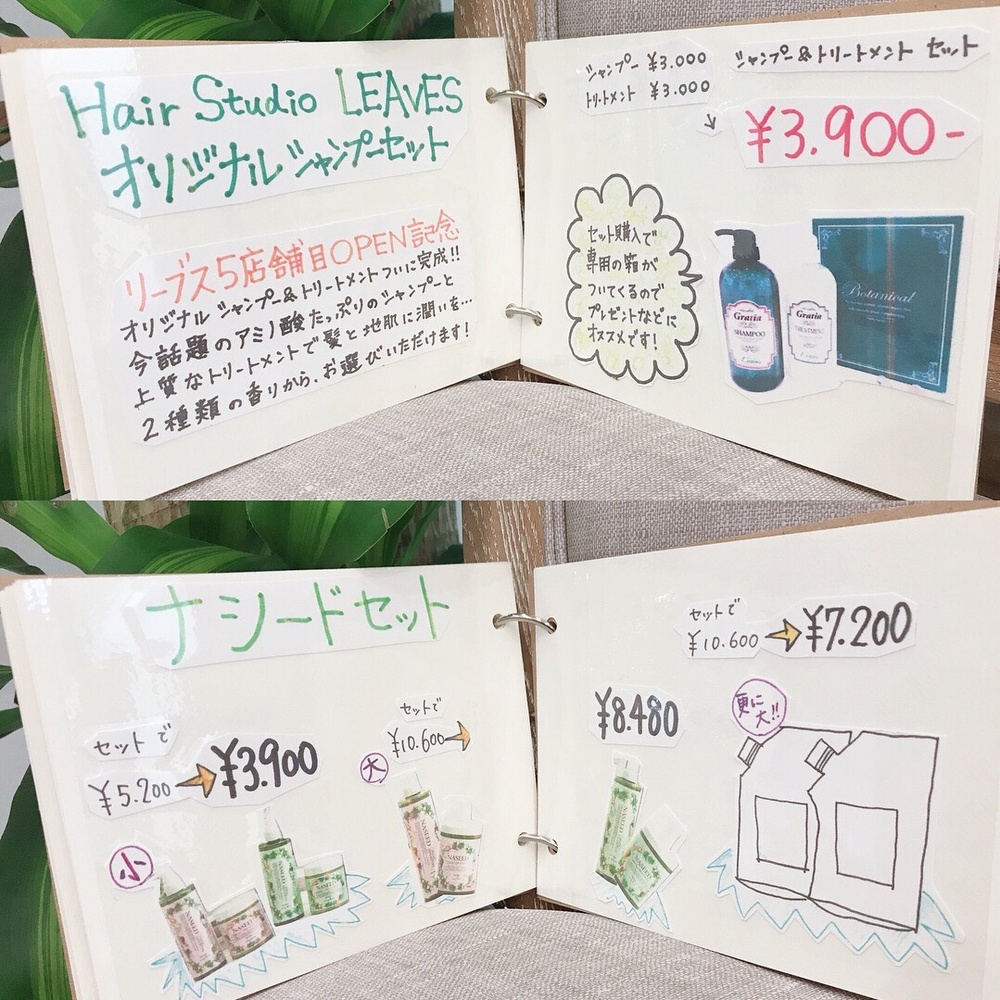 Hair Studio LEAVES
オリジナルシャンプーセット
リーブス5店舗目OPEN記念
オリジナルシャンプー&トリートメントついに完成!!
今話題のアミノ酸たっぷりのシャンプーと
上質なトリートメントで髪と地肌に潤いを…
2種類の香りから、お選びいただけます!
シャンプー ¥3.000
トリートメント ¥3.000
シャンプー&トリートメント セット
¥3.900-
セット購入で
専用の箱が
ついてくるので
プレゼントなどに
オススメです!
Gratia
SHAMPOO
Gratia
TREATMENT
Botanical
ナシードセット
セットで
¥5.200
¥3.900
小
セットで
¥10.600
大
NASEED
NASEED
NASEED
NASEED
¥8.480
セットで
¥10.600
¥7.200
更に
大!!